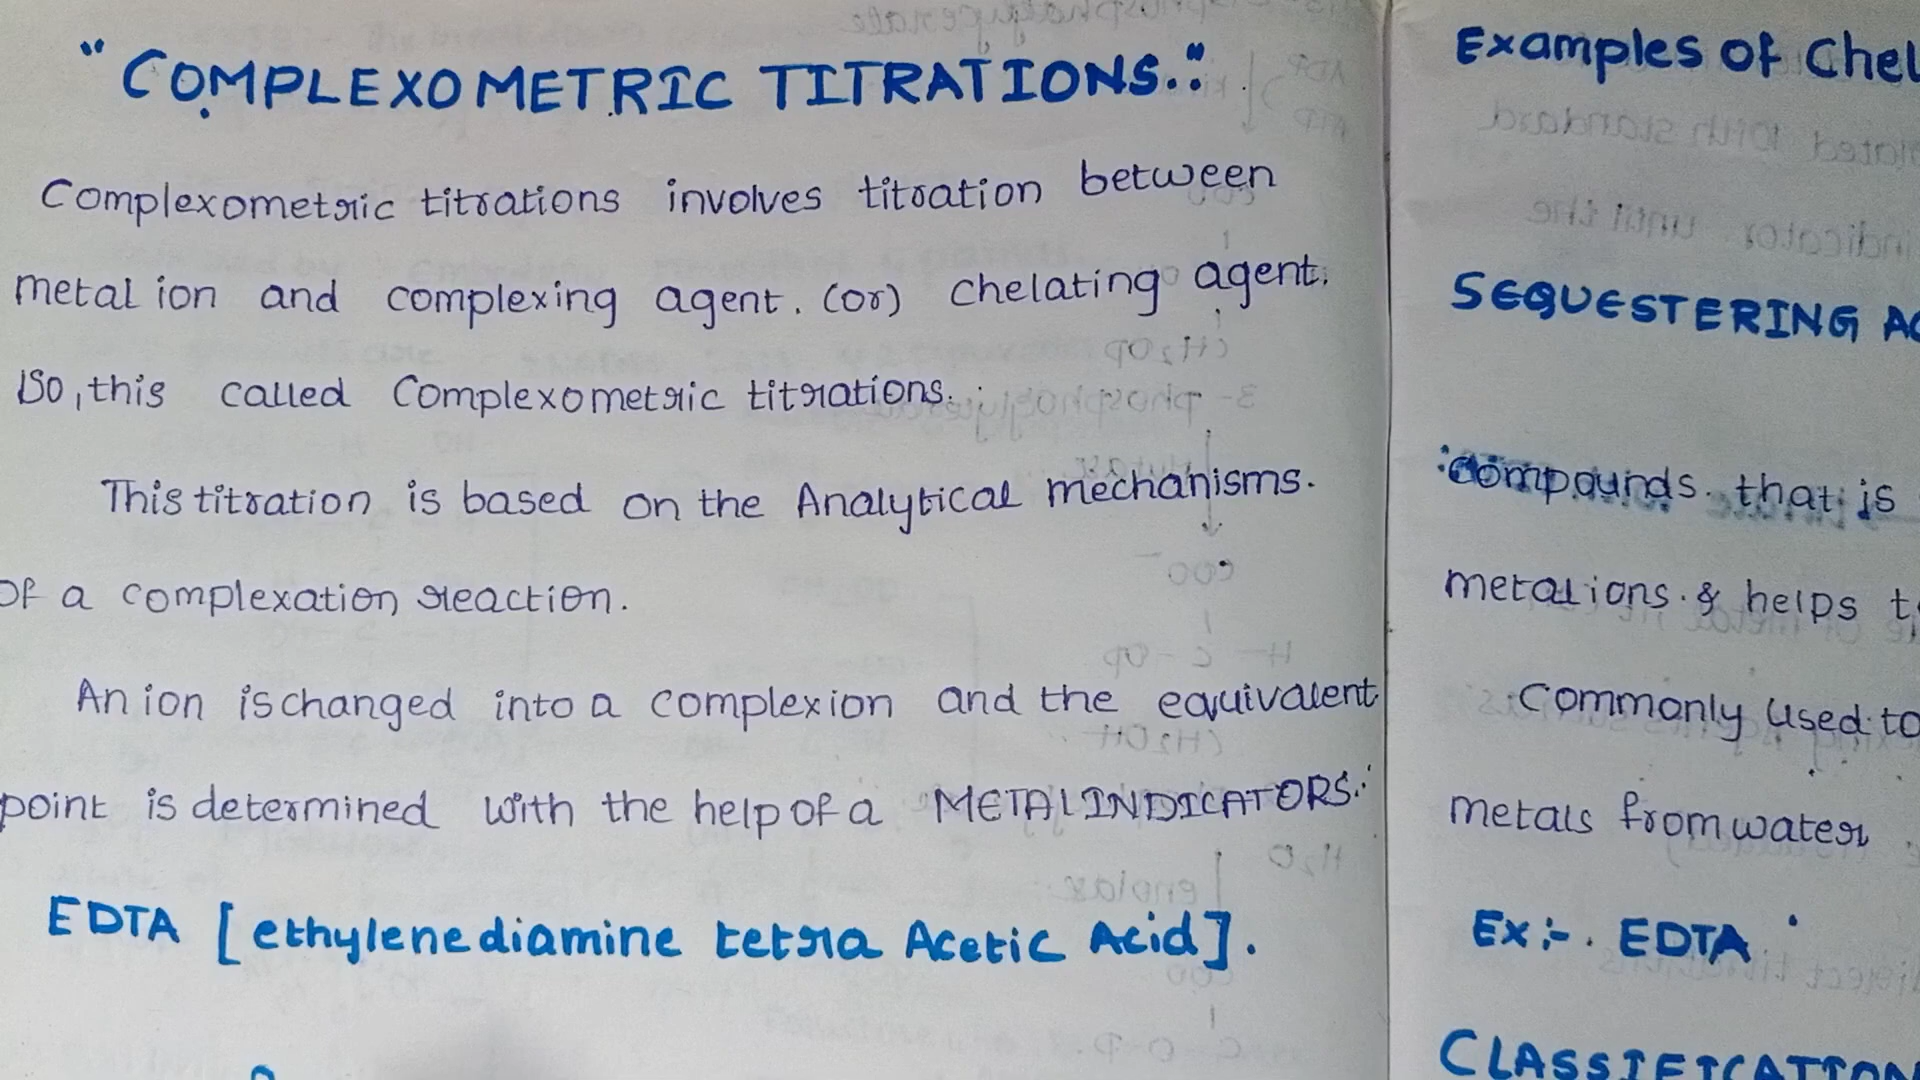 "COMPLEXOMETRIC TITRATIONS."
Complexometric titrations involves titration between
metal ion and complexing agent. (or) chelating agent.
So, this called Complexometric titrations.
This titration is based on the Analytical mechanisms.
Of a complexation reaction.
An ion is changed into a complexion and the equivalent
point is determined with the help of a METAL INDICATORS.
EDTA [ethylene diamine tetra Acetic Acid].
Examples of Chel
SEQUESTERING AG
compounds. that is
metal ions. & helps t
Commonly used to
metals from water
Ex:-. EDTA
CLASSIFICATION